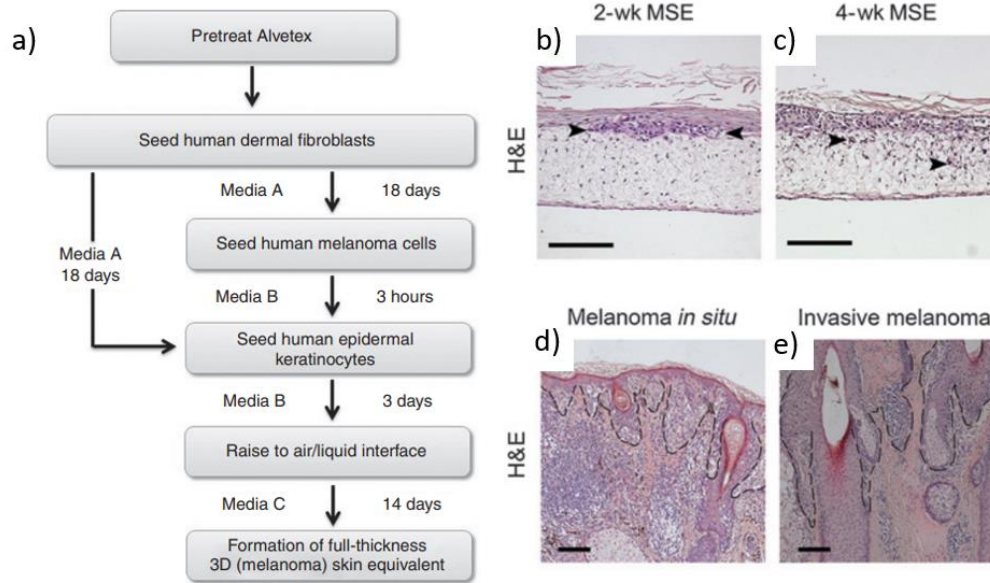 a)
Pretreat Alvetex
Seed human dermal fibroblasts
Media A 18 days
Media A
18 days
Seed human melanoma cells
Media B 3 hours
Seed human epidermal
keratinocytes
Media B 3 days
Raise to air/liquid interface
Media C 14 days
Formation of full-thickness
3D (melanoma) skin equivalent
2-wk MSE
4-wk MSE
b)
c)
H&E
Melanoma in situ
Invasive melanoma
d)
e)
H&E